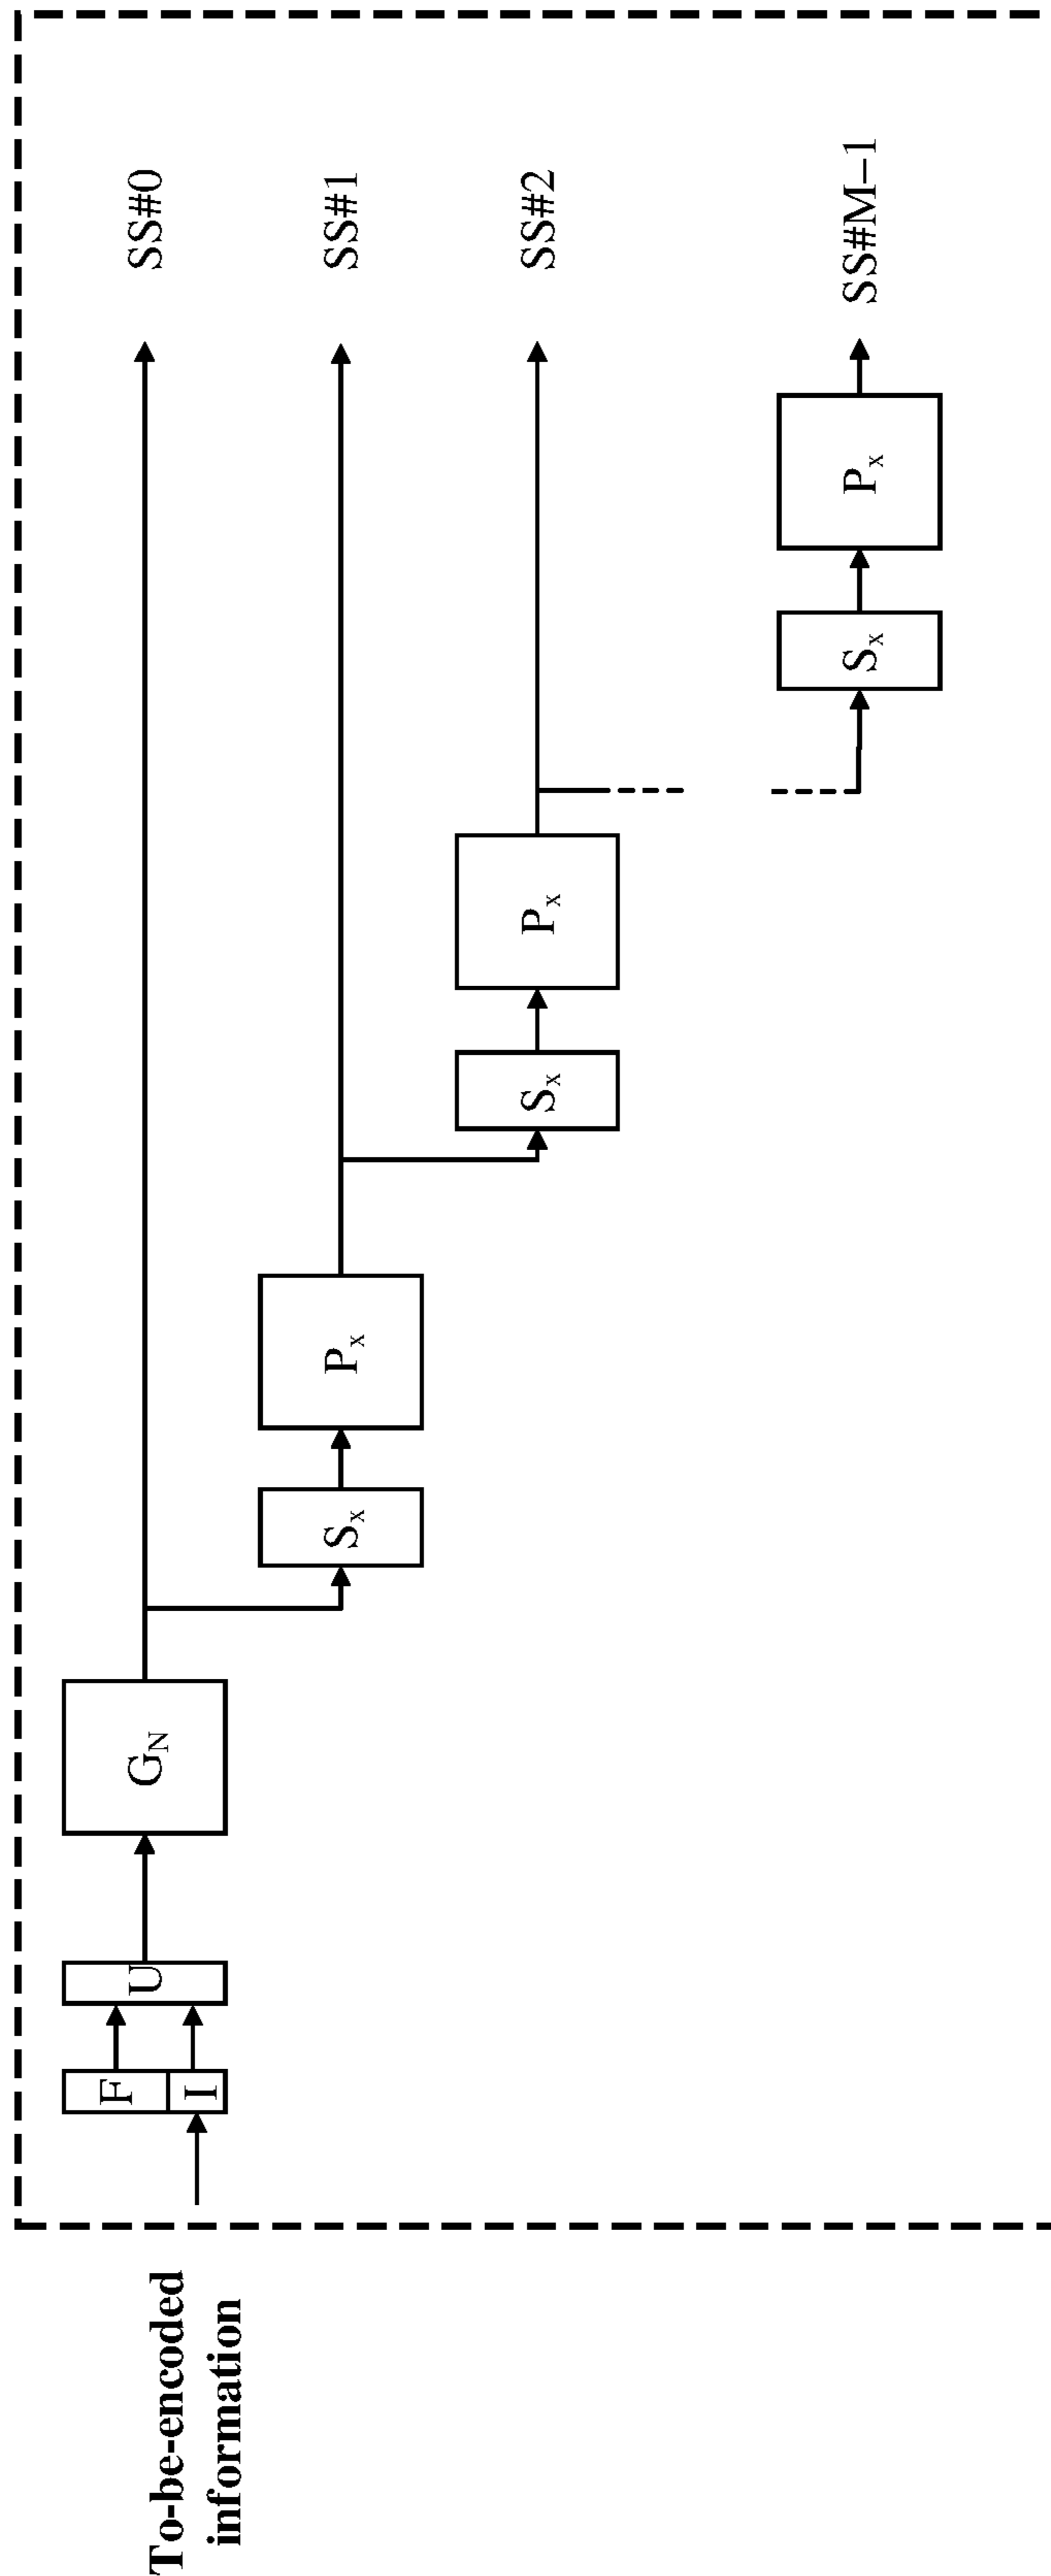 To-be-encoded
information
F
I
U
G_N
SS#0
S_x
P_x
SS#1
S_x
P_x
SS#2
S_x
P_x
SS#M–1